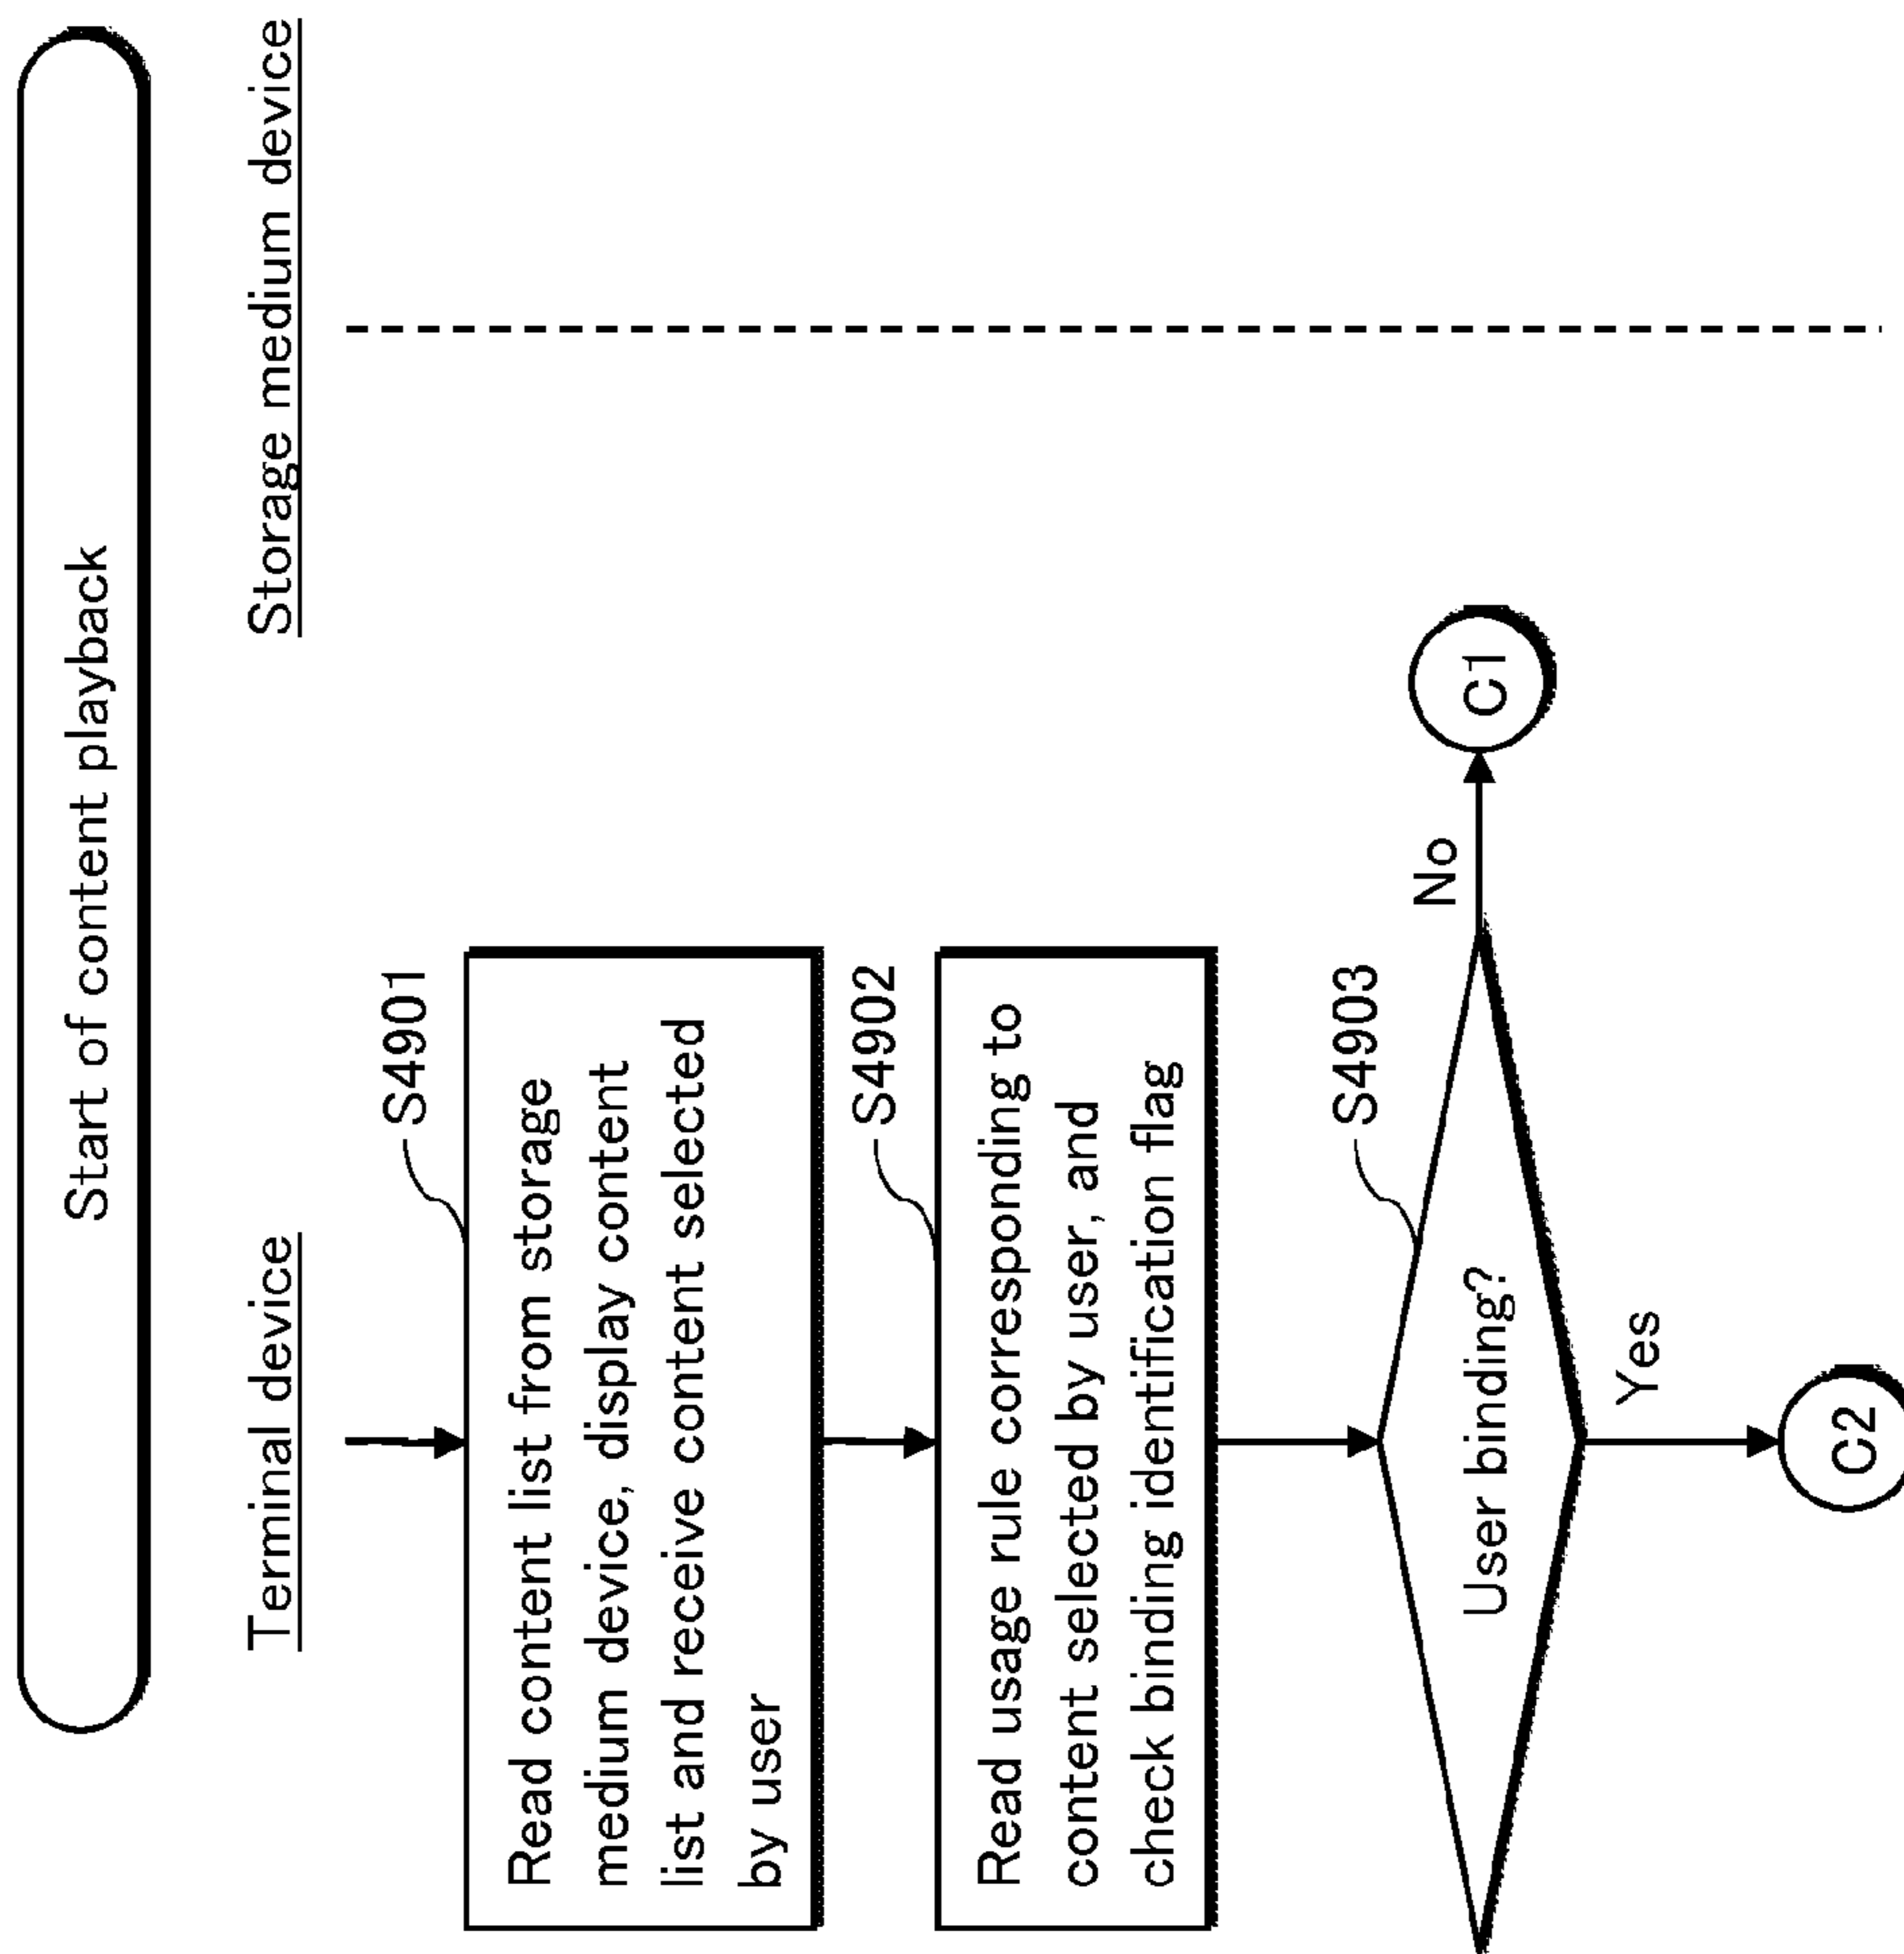 Start of content playback
Terminal device
Storage medium device
S4901
Read content list from storage
medium device, display content
list and receive content selected
by user
S4902
Read usage rule corresponding to
content selected by user, and
check binding identification flag
S4903
User binding?
No
c1
Yes
c2